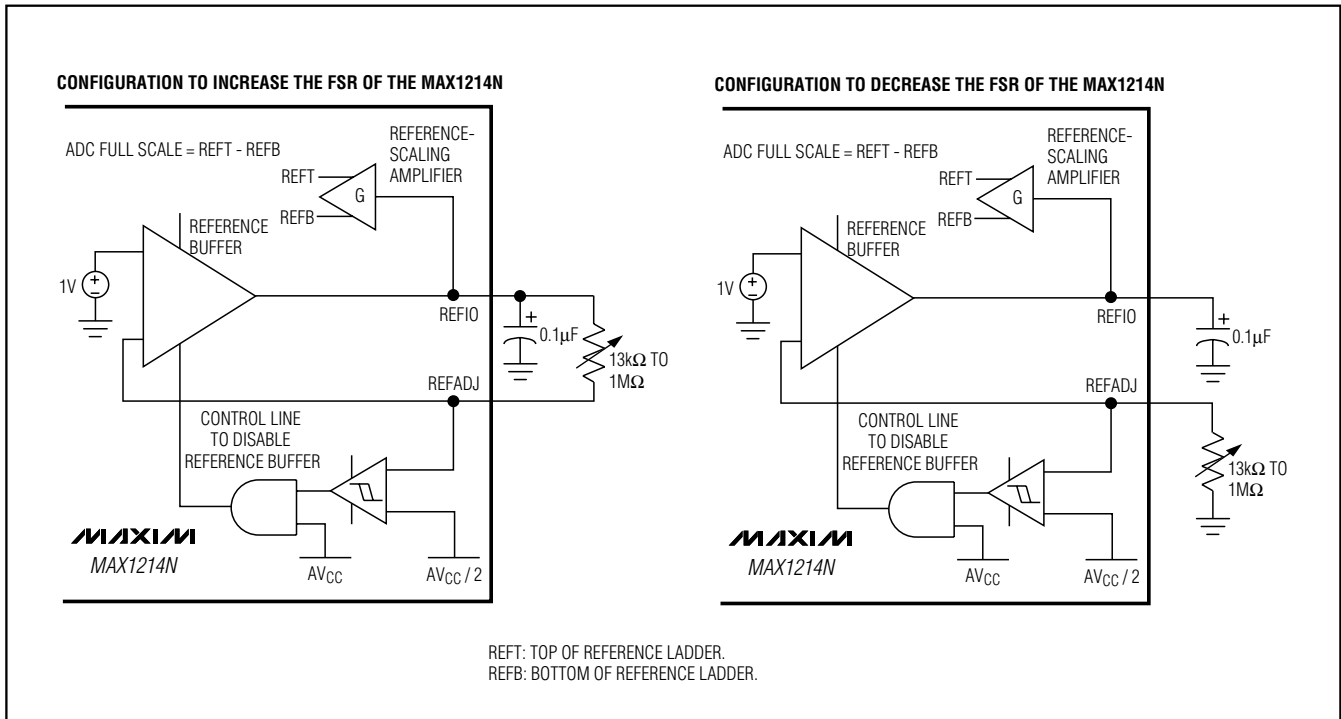 CONFIGURATION TO INCREASE THE FSR OF THE MAX1214N
ADC FULL SCALE = REFT - REFB
REFERENCE-
SCALING
AMPLIFIER
REFT
G
REFB
REFERENCE
BUFFER
1V
+
REFIO
+
0.1μF
13kΩ TO
1MΩ
REFADJ
CONTROL LINE
TO DISABLE
REFERENCE BUFFER
MAXIM
MAX1214N
AVCC
AVCC / 2
CONFIGURATION TO DECREASE THE FSR OF THE MAX1214N
ADC FULL SCALE = REFT - REFB
REFERENCE-
SCALING
AMPLIFIER
REFT
G
REFB
REFERENCE
BUFFER
1V
+
REFIO
+
0.1μF
REFADJ
CONTROL LINE
TO DISABLE
REFERENCE BUFFER
13kΩ TO
1MΩ
MAXIM
MAX1214N
AVCC
AVCC / 2
REFT: TOP OF REFERENCE LADDER.
REFB: BOTTOM OF REFERENCE LADDER.